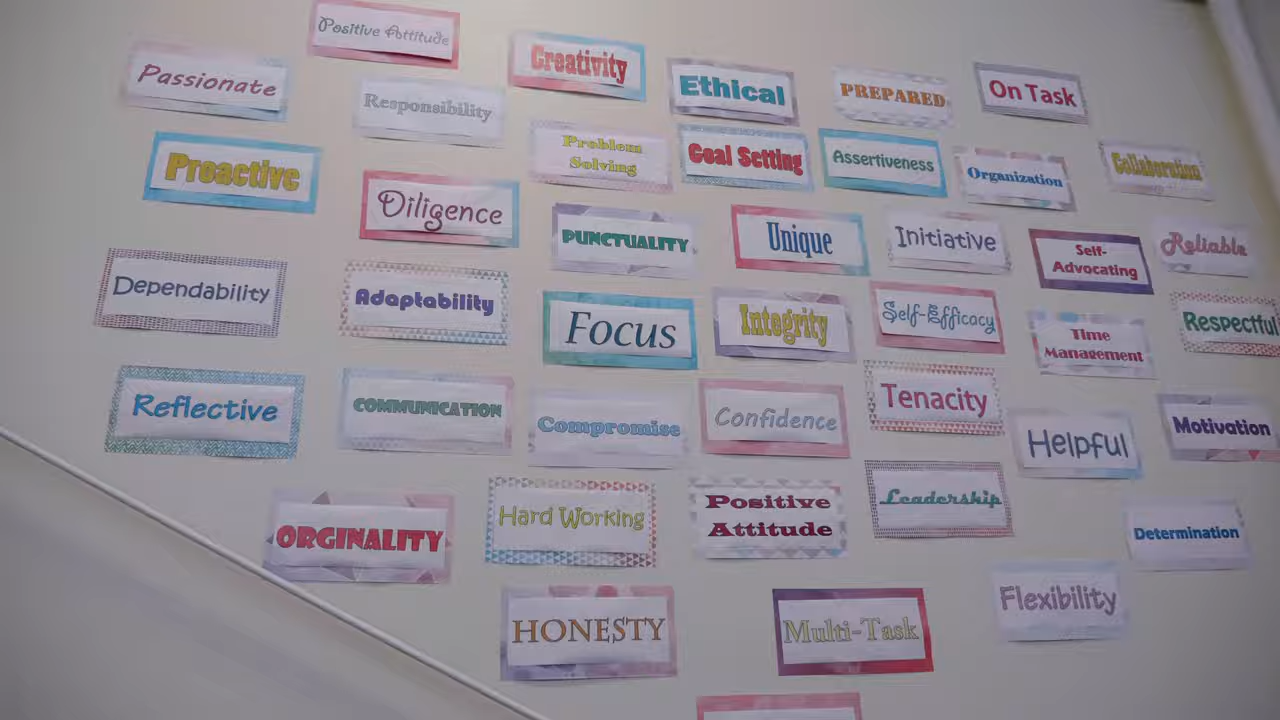 Positive Attitude
Passionate
Creativity
Responsibility
Ethical
PREPARED
On Task
Proactive
Problem
Solving
Goal Setting
Assertiveness
Organization
Collaboration
Diligence
PUNCTUALITY
Unique
Initiative
Self-
Advocating
Reliable
Dependability
Adaptability
Focus
Integrity
Self-Efficacy
Time
Management
Respectful
Reflective
COMMUNICATION
Compromise
Confidence
Tenacity
Helpful
Motivation
ORGINALITY
Hard Working
Positive
Attitude
Leadership
Determination
HONESTY
Multi-Task
Flexibility